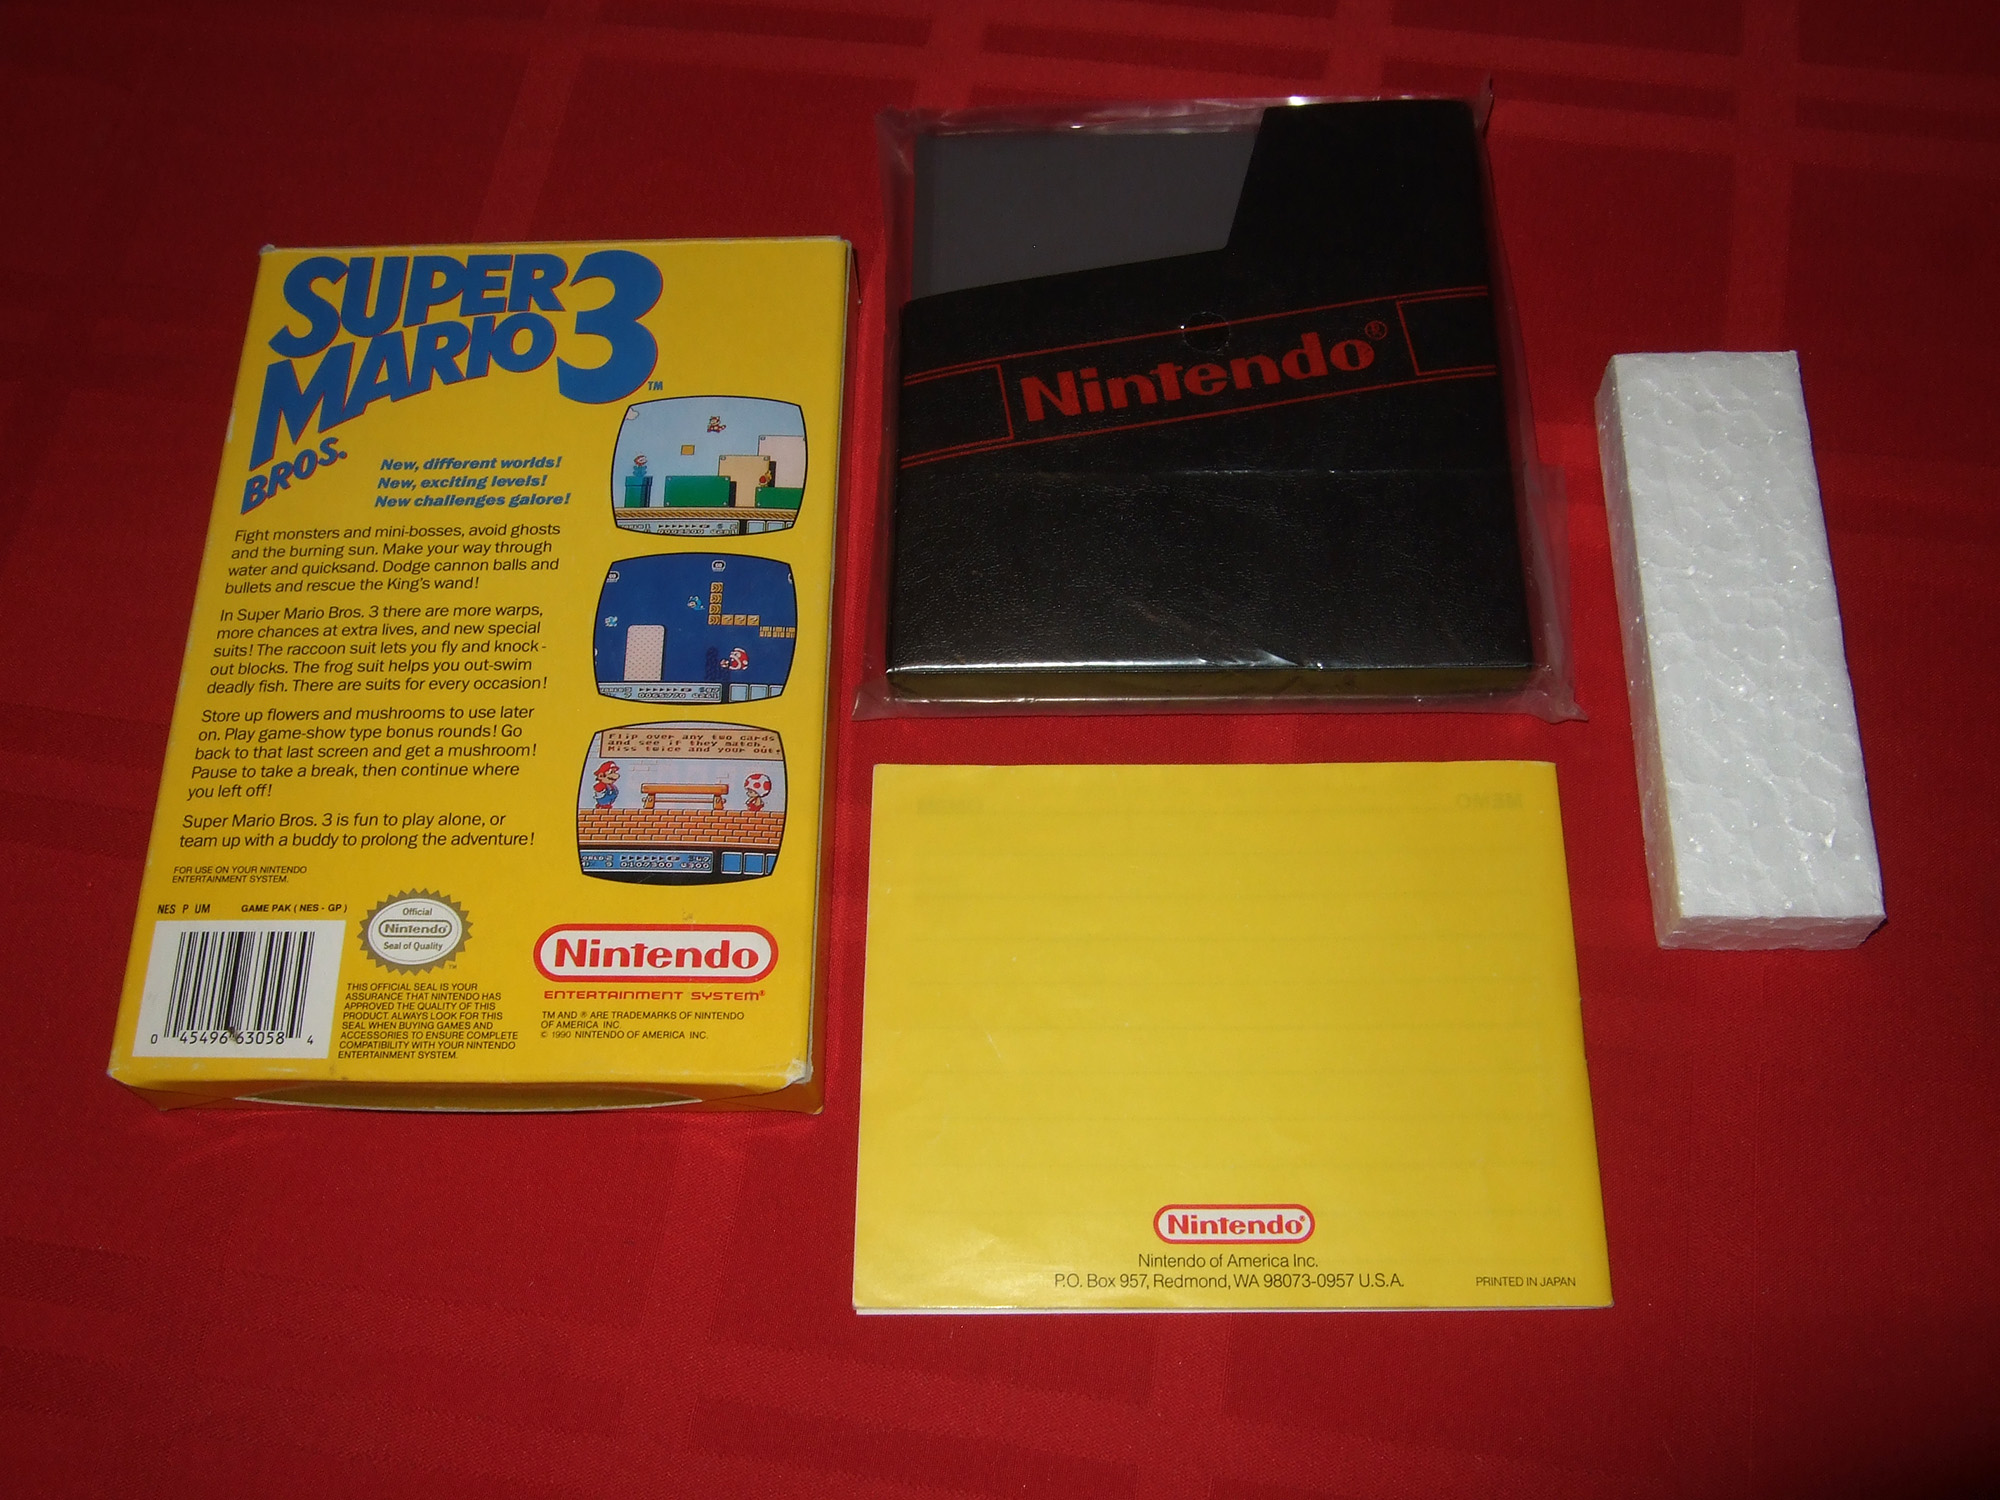 SUPER
MARIO 3™
BROS.
New, different worlds!
New, exciting levels!
New challenges galore!
Fight monsters and mini-bosses, avoid ghosts
and the burning sun. Make your way through
water and quicksand. Dodge cannon balls and
bullets and rescue the King's wand!
In Super Mario Bros. 3 there are more warps,
more chances at extra lives, and new special
suits! The raccoon suit lets you fly and knock-
out blocks. The frog suit helps you out-swim
deadly fish. There are suits for every occasion!
Store up flowers and mushrooms to use later
on. Play game-show type bonus rounds! Go
back to that last screen and get a mushroom!
Pause to take a break, then continue where
you left off!
Super Mario Bros. 3 is fun to play alone, or
team up with a buddy to prolong the adventure!
Flip over any two cards
and see if they match.
Miss twice and your out!
FOR USE ON YOUR NINTENDO
ENTERTAINMENT SYSTEM.
NES P UM GAME PAK (NES-GP)
Official
Nintendo
Seal of Quality
™
THIS OFFICIAL SEAL IS YOUR
ASSURANCE THAT NINTENDO HAS
APPROVED THE QUALITY OF THIS
PRODUCT. ALWAYS LOOK FOR THIS
SEAL WHEN BUYING GAMES AND
ACCESSORIES TO ENSURE COMPLETE
COMPATIBILITY WITH YOUR NINTENDO
ENTERTAINMENT SYSTEM.
0 45496 63058 4
Nintendo
ENTERTAINMENT SYSTEM®
TM AND ® ARE TRADEMARKS OF NINTENDO
OF AMERICA INC.
© 1990 NINTENDO OF AMERICA INC.
Nintendo®
Nintendo®
Nintendo of America Inc.
P.O. Box 957, Redmond, WA 98073-0957 U.S.A.
PRINTED IN JAPAN